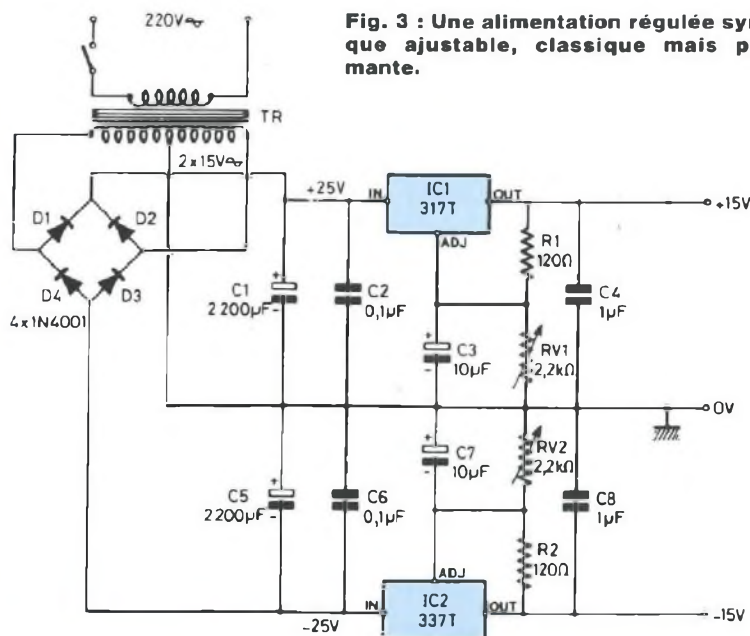 220V~
Fig. 3 : Une alimentation régulée
que ajustable, classique mais
mante.
TR
2x15V~
+25V
IN
IC1
317T
OUT
ADJ
+15V
D1
D2
D4
D3
4x1N4001
R1
120Ω
C1
2200µF
+
-
C2
0,1µF
C4
1µF
+
C3
10µF
-
RV1
2,2kΩ
0V
+
C7
10µF
-
RV2
2,2kΩ
+
C5
2200µF
-
C6
0,1µF
C8
1µF
R2
120Ω
ADJ
IN
IC2
337T
OUT
-25V
-15V